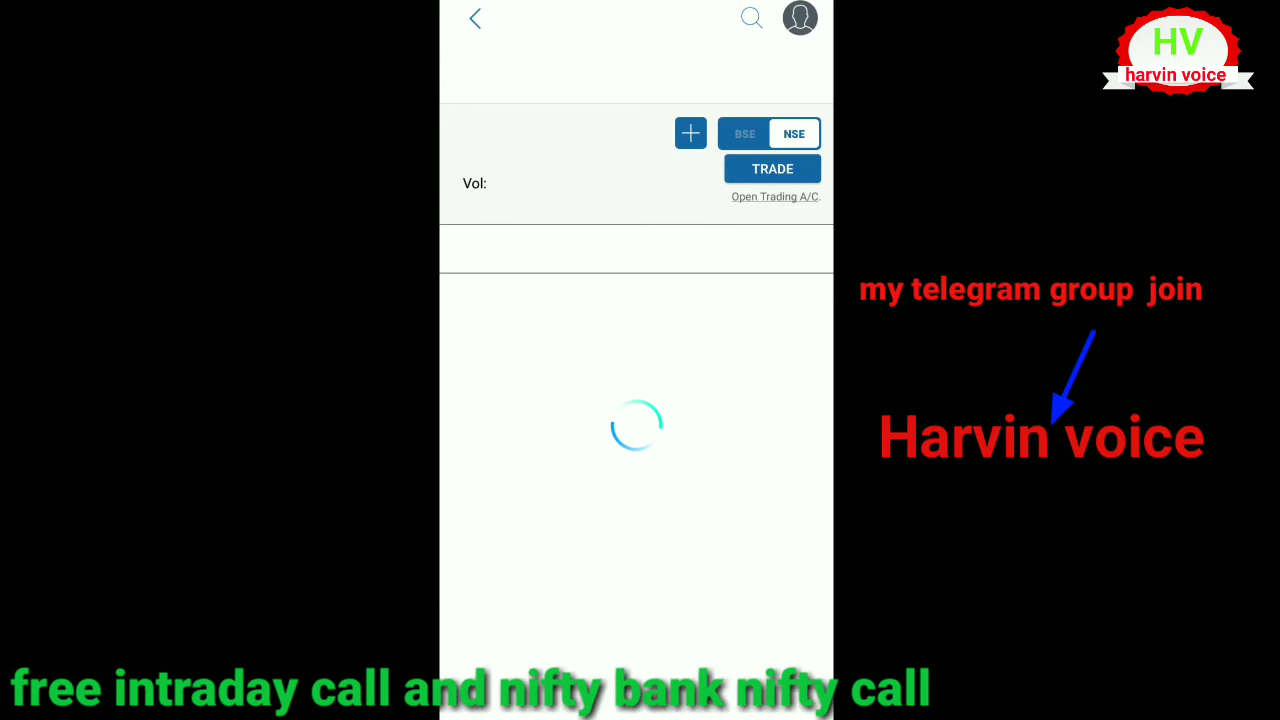 HV
harvin voice
BSE NSE
TRADE
Vol:
Open Trading A/C.
my telegram group join
Harvin voice
free intraday call and nifty bank nifty call